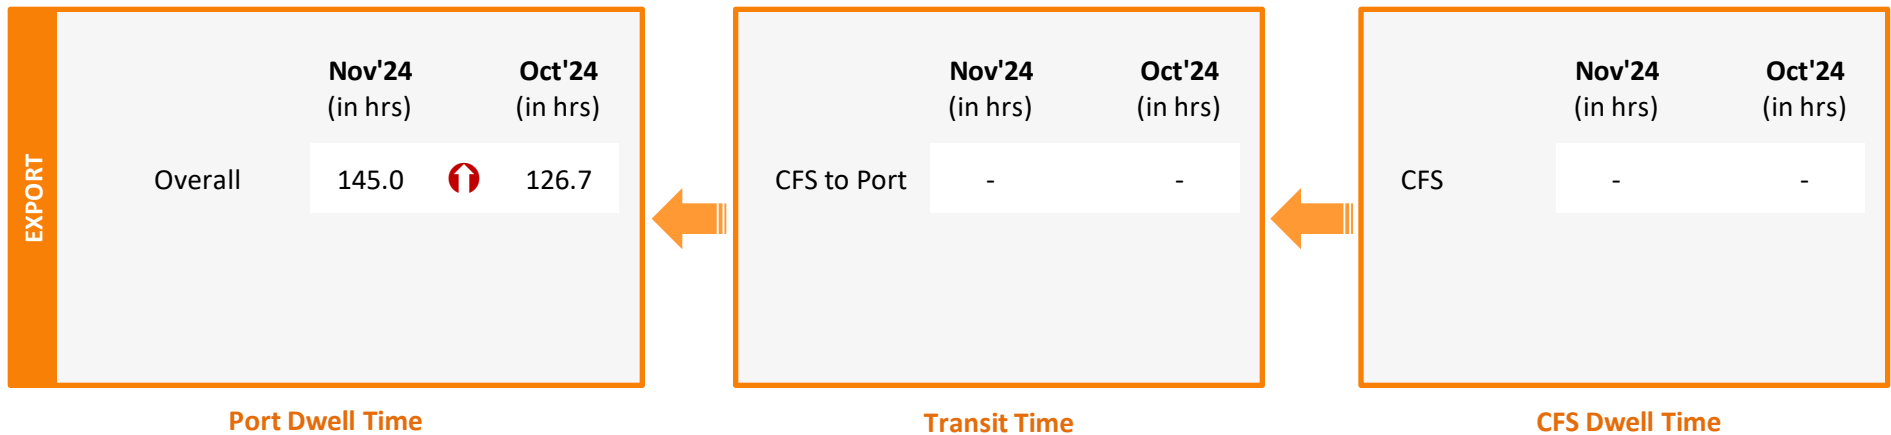 EXPORT
Nov'24 Oct'24
(in hrs) (in hrs)
Overall 145.0 126.7
Port Dwell Time
Nov'24 Oct'24
(in hrs) (in hrs)
CFS to Port - -
Transit Time
Nov'24 Oct'24
(in hrs) (in hrs)
CFS - -
CFS Dwell Time